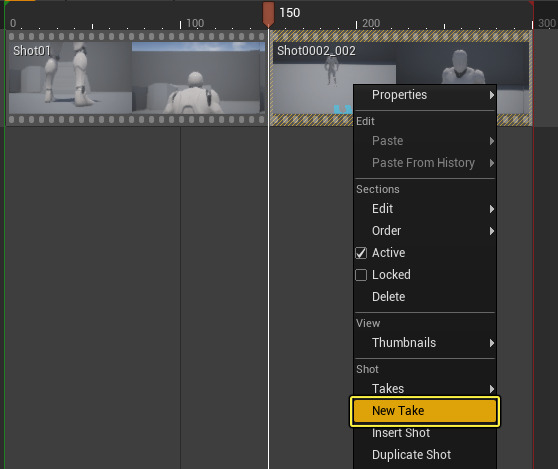 150
0
100
200
300
Shot01
Shot0002_002
Properties
Edit
Paste
Paste From History
Sections
Edit
Order
Active
Locked
Delete
View
Thumbnails
Shot
Takes
New Take
Insert Shot
Duplicate Shot